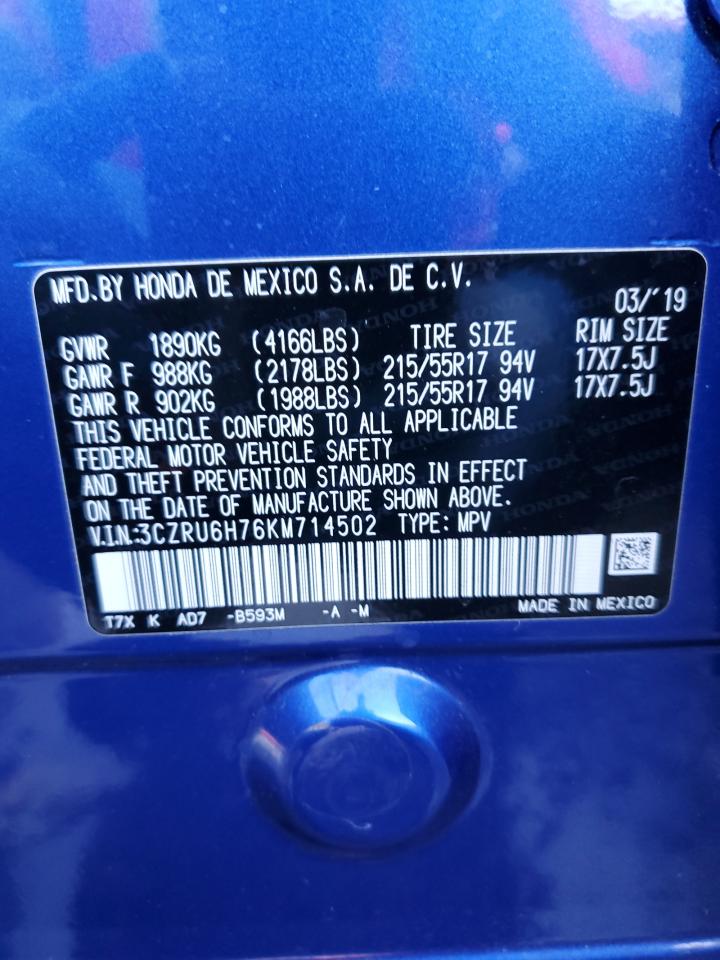 MFD.BY HONDA DE MEXICO S.A. DE C.V.
03/'19
GVWR 1890KG (4166LBS) TIRE SIZE RIM SIZE
GAWR F 988KG (2178LBS) 215/55R17 94V 17X7.5J
GAWR R 902KG (1988LBS) 215/55R17 94V 17X7.5J
THIS VEHICLE CONFORMS TO ALL APPLICABLE
FEDERAL MOTOR VEHICLE SAFETY
AND THEFT PREVENTION STANDARDS IN EFFECT
ON THE DATE OF MANUFACTURE SHOWN ABOVE.
V.I.N:3CZRU6H76KM714502 TYPE: MPV
T7X K AD7 -B593M -A -M MADE IN MEXICO